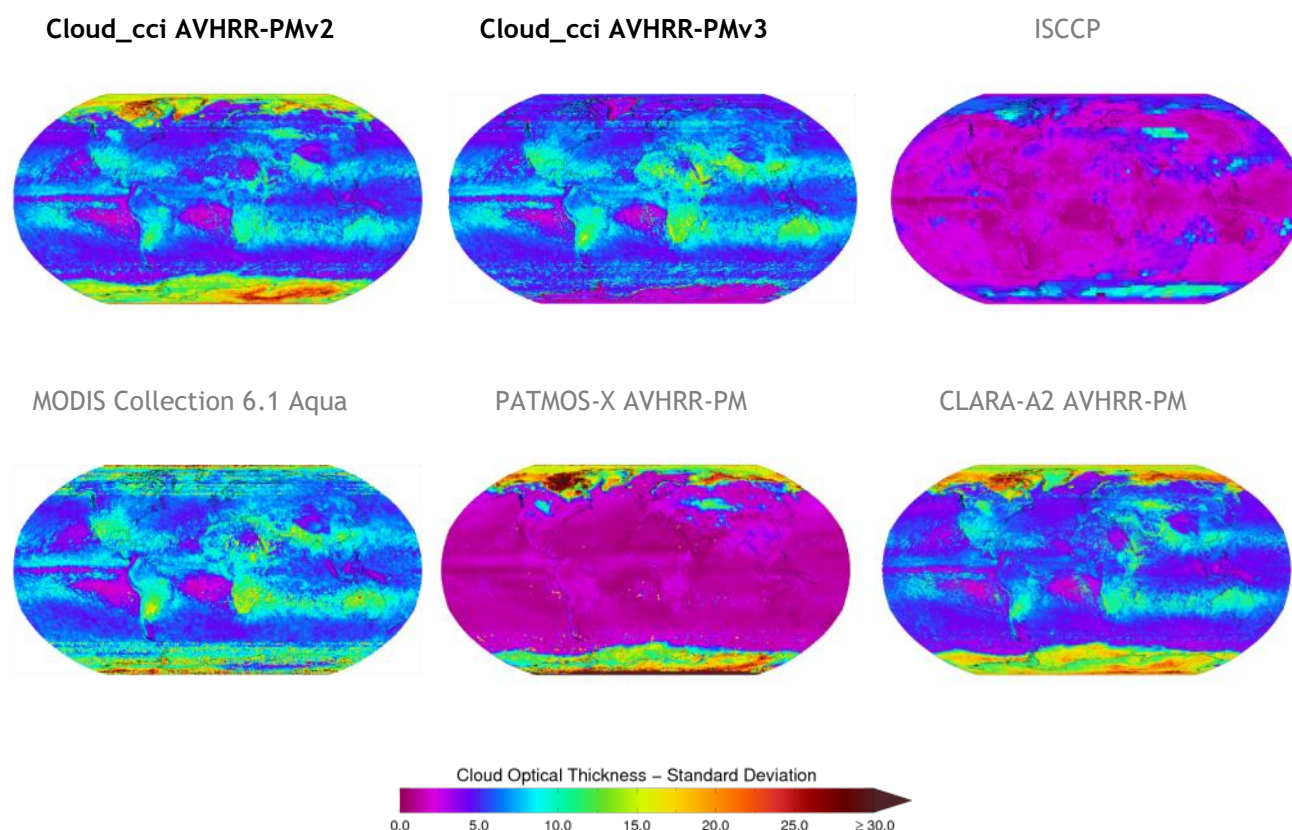 Cloud_cci AVHRR-PMv2 Cloud_cci AVHRR-PMv3 ISCCP
MODIS Collection 6.1 Aqua PATMOS-X AVHRR-PM CLARA-A2 AVHRR-PM
Cloud Optical Thickness – Standard Deviation
0.0 5.0 10.0 15.0 20.0 25.0 ≥ 30.0